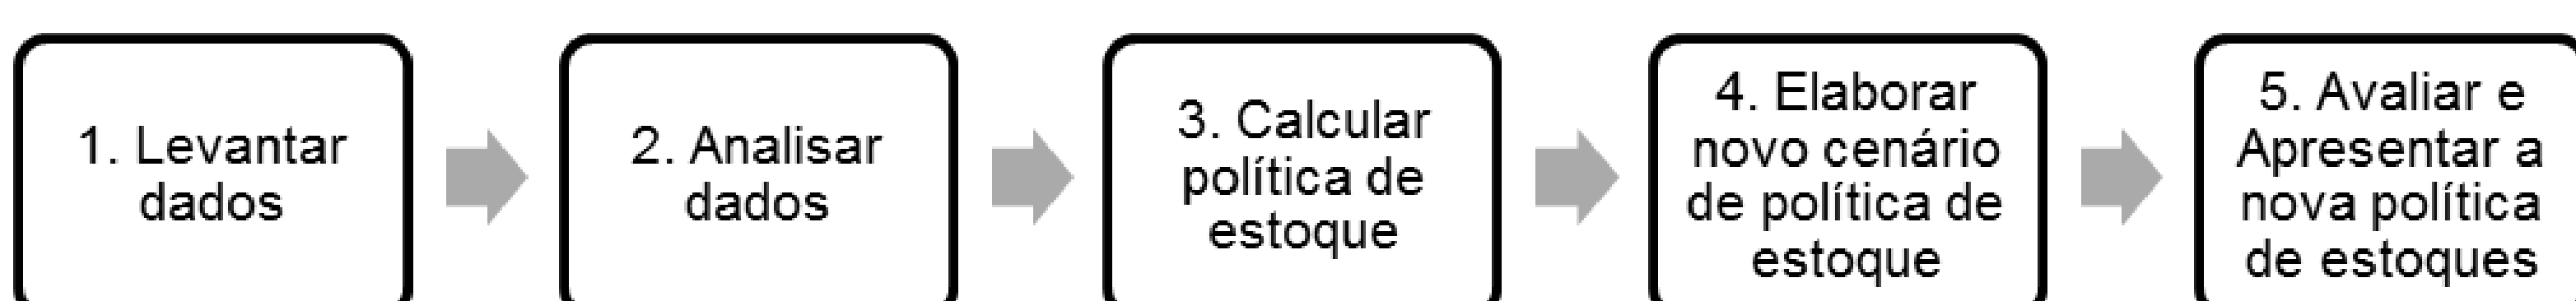 1. Levantar
dados
2. Analisar
dados
3. Calcular
política de
estoque
4. Elaborar
novo cenário
de política de
estoque
5. Avaliar e
Apresentar a
nova política
de estoques